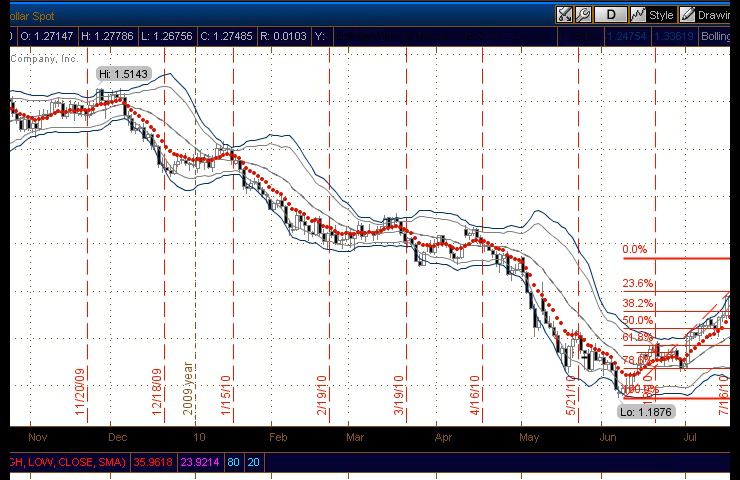 ollar Spot
D Style Drawin
O: 1.27147 H: 1.27786 L: 1.26756 C: 1.27485 R: 0.0103 Y: 1.24754 1.33619 Bolling
Company, Inc.
Hi: 1.5143
0.0%
23.6%
38.2%
50.0%
61.8%
78.6%
100.0%
Lo: 1.1876
11/20/09
12/18/09
2009 year
1/15/10
2/19/10
3/19/10
4/16/10
5/21/10
7/16/10
Nov Dec 10 Feb Mar Apr May Jun Jul
GH, LOW, CLOSE, SMA) 35.9618 23.9214 80 20